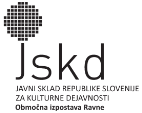 Jskd
JAVNI SKLAD REPUBLIKE SLOVENIJE
ZA KULTURNE DEJAVNOSTI
Območna izpostava Ravne